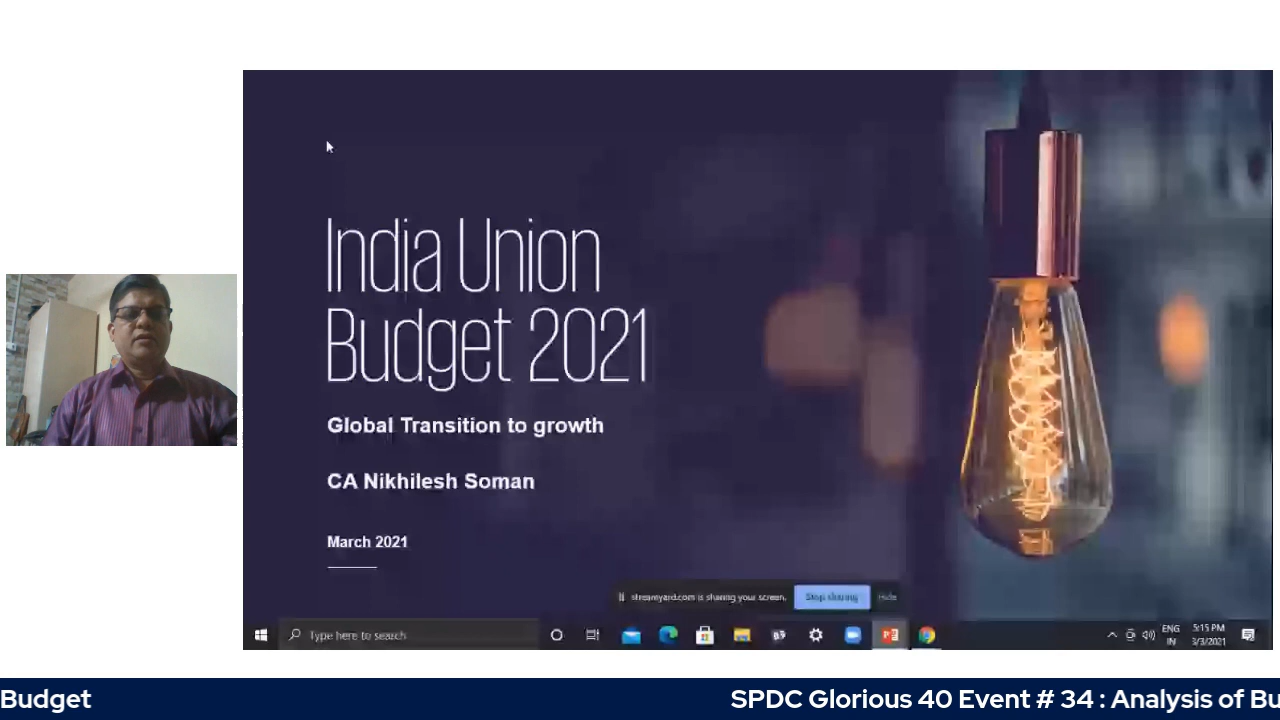 India Union
Budget 2021
Global Transition to growth
CA Nikhilesh Soman
March 2021
streamyard.com is sharing your screen.
Stop sharing
Hide
Type here to search
ENG
IN
5:15 PM
3/3/2021
Budget
SPDC Glorious 40 Event # 34 : Analysis of Bu